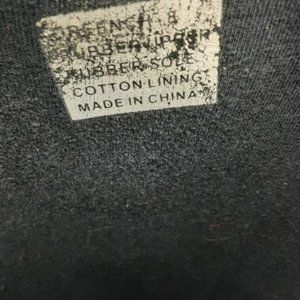 RUBBER UPPER
RUBBER SOLE
COTTON LINING
MADE IN CHINA